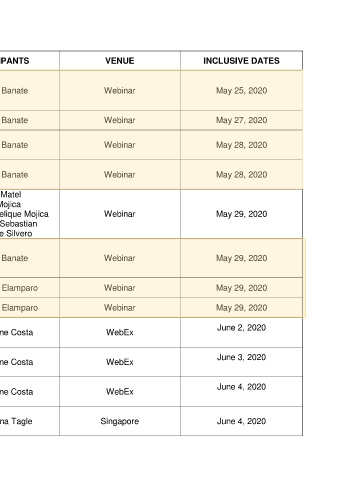 IPANTS VENUE INCLUSIVE DATES
Banate Webinar May 25, 2020
Banate Webinar May 27, 2020
Banate Webinar May 28, 2020
Banate Webinar May 28, 2020
Matel
Mojica
elique Mojica Webinar May 29, 2020
Sebastian
e Silvero
Banate Webinar May 29, 2020
Elamparo Webinar May 29, 2020
Elamparo Webinar May 29, 2020
ne Costa WebEx June 2, 2020
ne Costa WebEx June 3, 2020
ne Costa WebEx June 4, 2020
na Tagle Singapore June 4, 2020